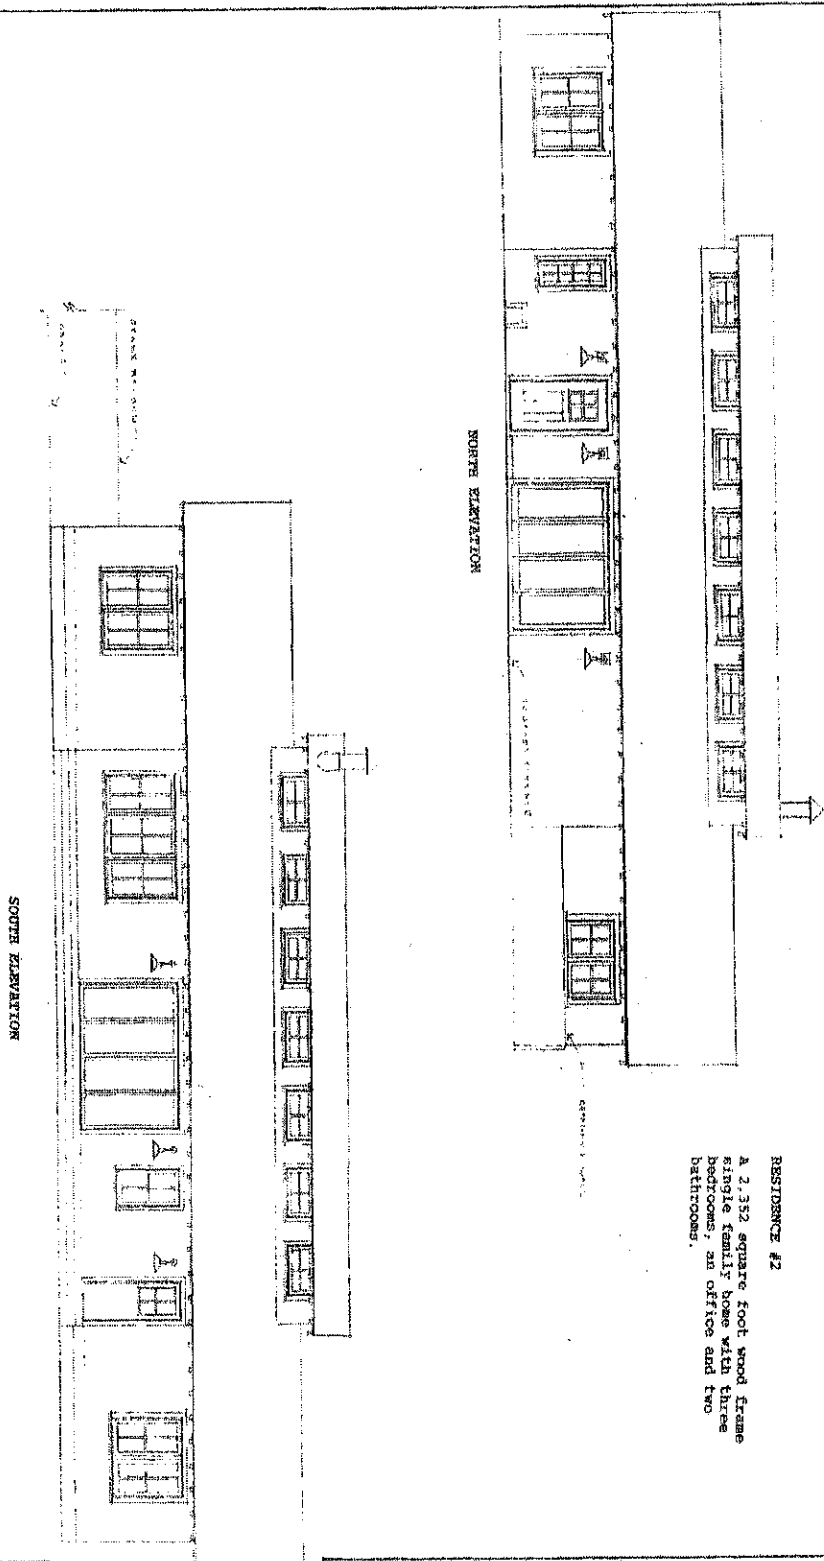 RESIDENCE #2
A 2,352 square foot wood frame
single family home with three
bedrooms, an office and two
bathrooms.
NORTH ELEVATION
SOUTH ELEVATION